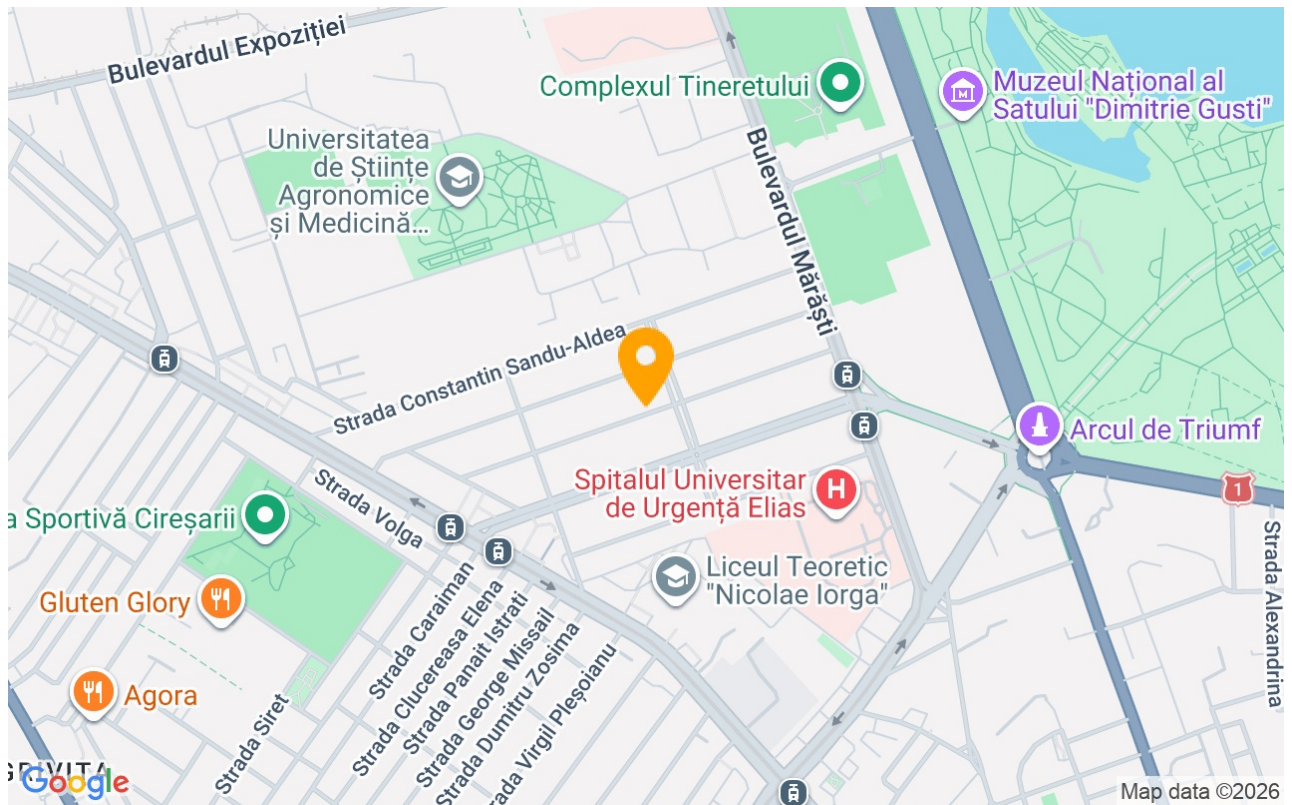 Bulevardul Expoziției
Complexul Tineretului
Muzeul Național al
Satului "Dimitrie Gusti"
Universitatea
de Științe
Agronomice
și Medicină...
Bulevardul Mărăști
Strada Constantin Sandu-Aldea
Arcul de Triumf
Spitalul Universitar
de Urgență Elias
H
1
a Sportivă Cireșarii
Strada Volga
Liceul Teoretic
"Nicolae Iorga"
Gluten Glory
Agora
Strada Caraiman
Strada Clucereasa Elena
Strada Panait Istrati
Strada George Missail
Strada Dumitru Zosima
rada Virgil Pleșoianu
Strada Siret
Strada Alexandrina
Google
Map data ©2026